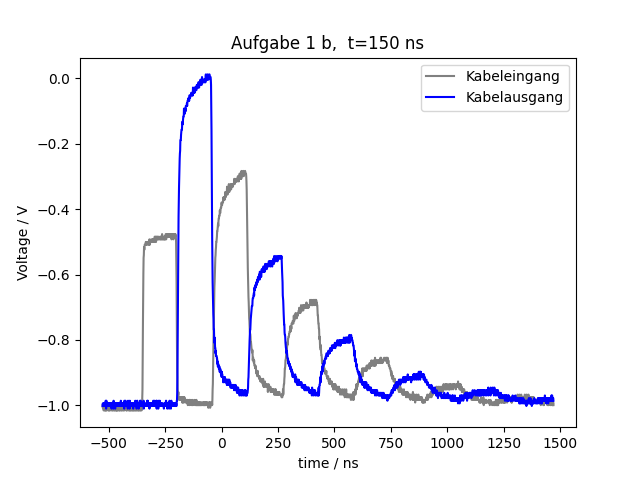 Aufgabe 1 b,  t=150 ns
Kabeleingang
Kabelausgang
0.0
−0.2
−0.4
−0.6
−0.8
−1.0
Voltage / V
−500 −250 0 250 500 750 1000 1250 1500
time / ns